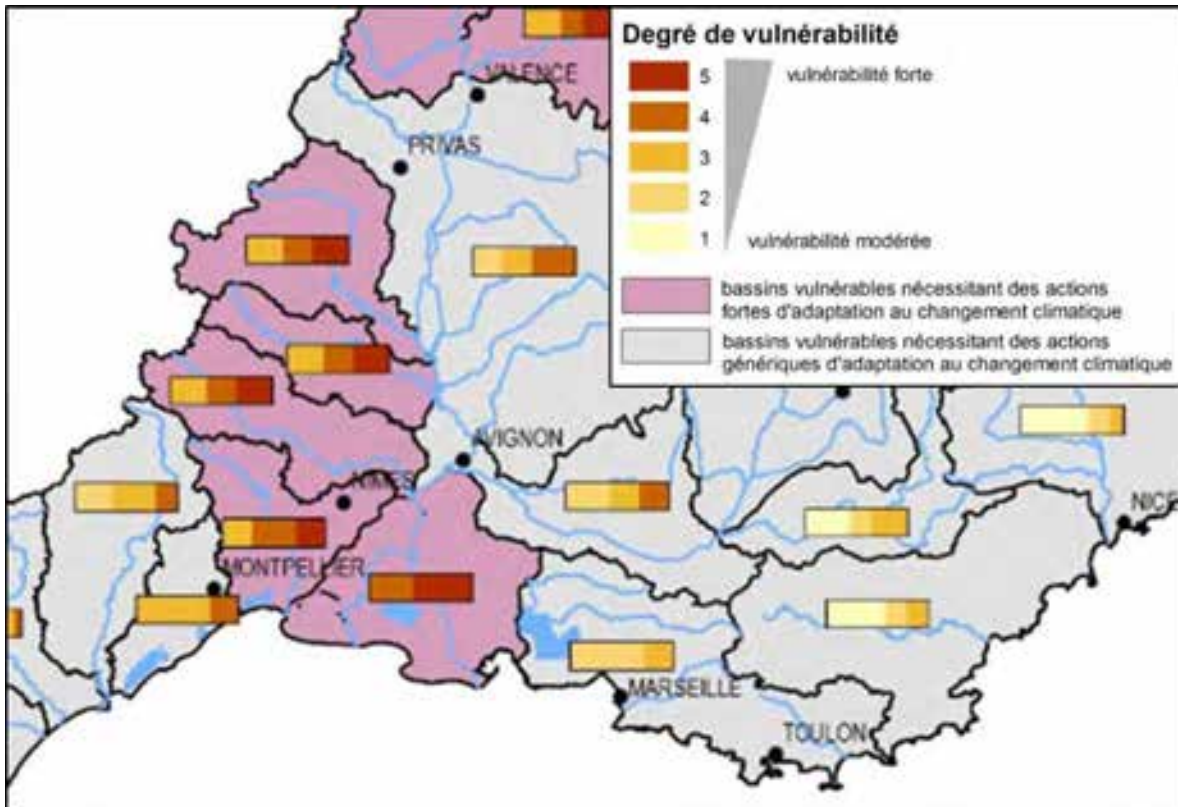 Degré de vulnérabilité
5
vulnérabilité forte
4
3
2
1
vulnérabilité modérée
bassins vulnérables nécessitant des actions
fortes d'adaptation au changement climatique
bassins vulnérables nécessitant des actions
génériques d'adaptation au changement climatique
VALENCE
PRIVAS
AVIGNON
NIMES
NICE
MONTPELLIER
MARSEILLE
TOULON